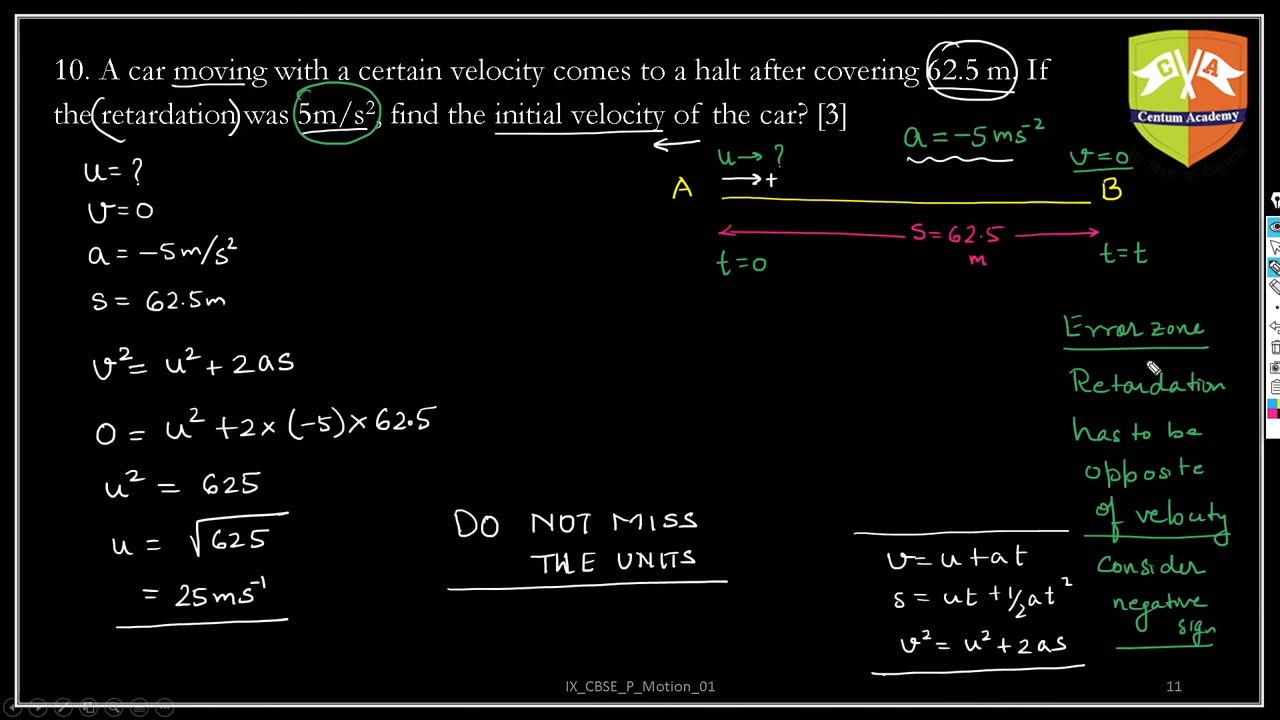 10. A car moving with a certain velocity comes to a halt after covering 62.5 m. If
the (retardation) was 5m/s², find the initial velocity of the car? [3]
u = ?
v = 0
a = -5 m/s²
s = 62.5m
v² = u² + 2as
0 = u² + 2 × (-5) × 62.5
u² = 625
u = √625
= 25 ms⁻¹
a = -5 ms⁻²
u → ?
v = 0
→ +
A
B
S = 62.5
m
t = 0
t = t
Error zone
Retardation
has to be
opposite
of velocity
consider
negative
sign
DO NOT MISS
THE UNITS
v = u + at
s = ut + 1/2 at²
v² = u² + 2as
C A
Centum Academy
IX_CBSE_P_Motion_01
11